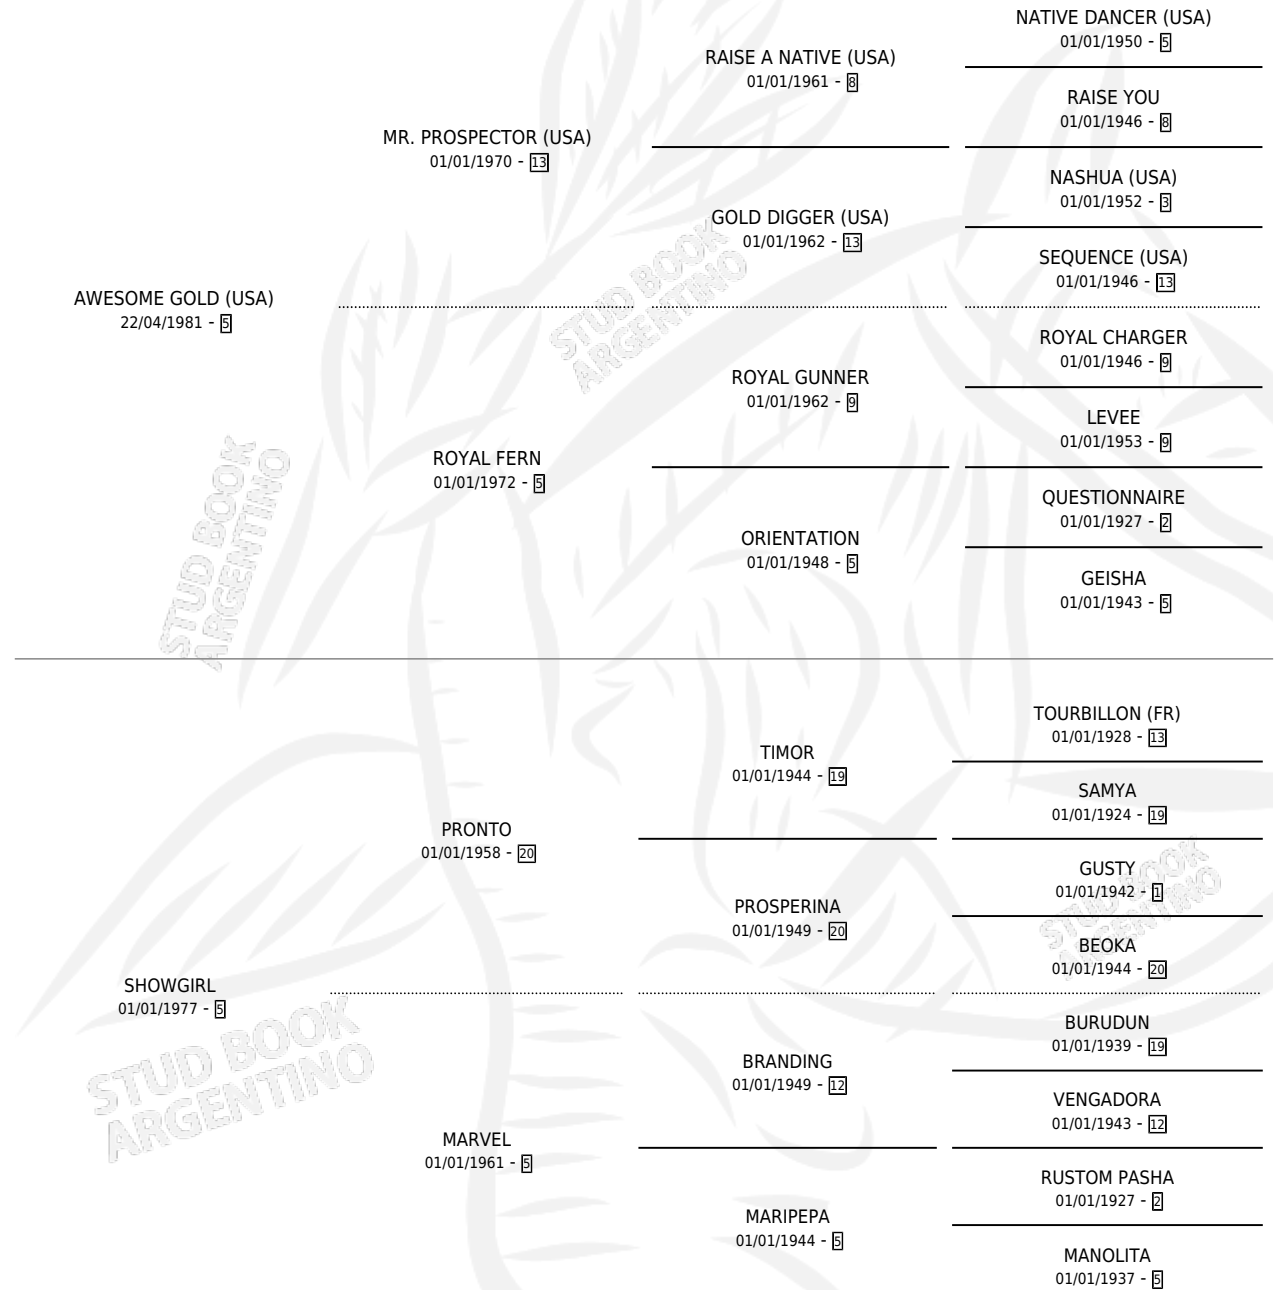 NATIVE DANCER (USA)
01/01/1950 - 5
RAISE A NATIVE (USA)
01/01/1961 - 8
RAISE YOU
01/01/1946 - 8
MR. PROSPECTOR (USA)
01/01/1970 - 13
NASHUA (USA)
01/01/1952 - 3
GOLD DIGGER (USA)
01/01/1962 - 13
SEQUENCE (USA)
01/01/1946 - 13
AWESOME GOLD (USA)
22/04/1981 - 5
STUD BOOK
ARGENTINO
ROYAL CHARGER
01/01/1946 - 9
ROYAL GUNNER
01/01/1962 - 9
LEVEE
01/01/1953 - 9
ROYAL FERN
01/01/1972 - 5
QUESTIONNAIRE
01/01/1927 - 2
ORIENTATION
01/01/1948 - 5
GEISHA
01/01/1943 - 5
STUD BOOK
ARGENTINO
TOURBILLON (FR)
01/01/1928 - 13
TIMOR
01/01/1944 - 19
SAMYA
01/01/1924 - 19
PRONTO
01/01/1958 - 20
GUSTY
01/01/1942 - 1
PROSPERINA
01/01/1949 - 20
BEOKA
01/01/1944 - 20
STUD BOOK
ARGENTINO
SHOWGIRL
01/01/1977 - 5
BURUDUN
01/01/1939 - 19
BRANDING
01/01/1949 - 12
VENGADORA
01/01/1943 - 12
STUD BOOK
ARGENTINO
MARVEL
01/01/1961 - 5
RUSTOM PASHA
01/01/1927 - 2
MARIPEPA
01/01/1944 - 5
MANOLITA
01/01/1937 - 5